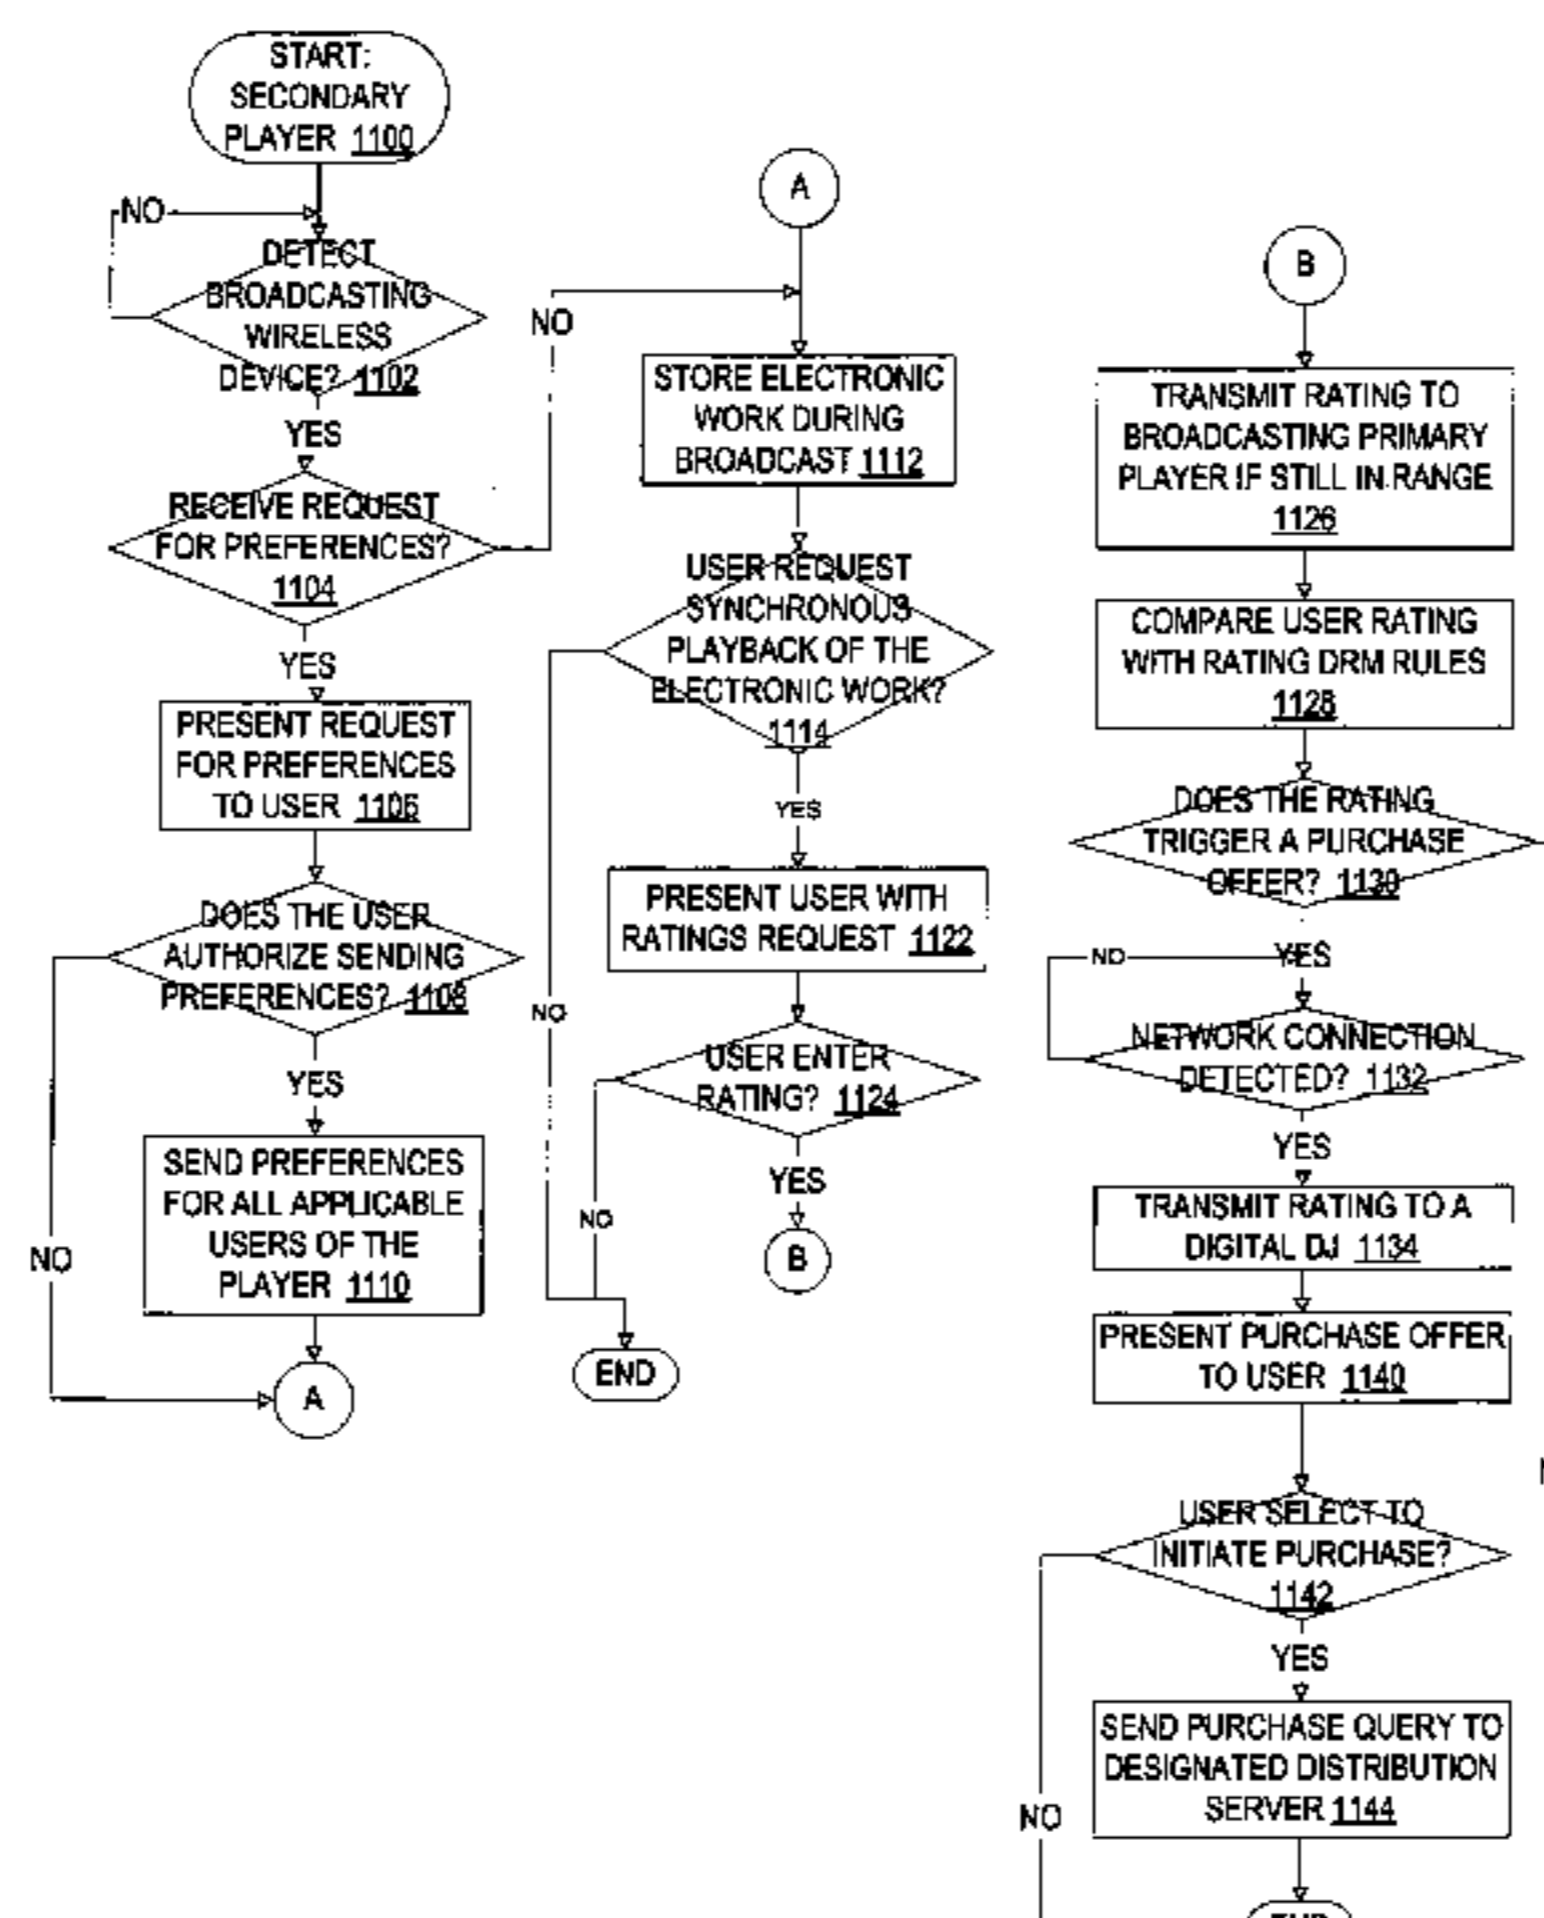 START:
SECONDARY
PLAYER 1100
NO
DETECT
BROADCASTING
WIRELESS
DEVICE? 1102
YES
RECEIVE REQUEST
FOR PREFERENCES?
1104
NO
YES
PRESENT REQUEST
FOR PREFERENCES
TO USER 1106
DOES THE USER
AUTHORIZE SENDING
PREFERENCES? 1108
YES
NO
SEND PREFERENCES
FOR ALL APPLICABLE
USERS OF THE
PLAYER 1110
A
A
STORE ELECTRONIC
WORK DURING
BROADCAST 1112
USER REQUEST
SYNCHRONOUS
PLAYBACK OF THE
ELECTRONIC WORK?
1114
YES
NO
PRESENT USER WITH
RATINGS REQUEST 1122
USER ENTER
RATING? 1124
YES
NO
B
END
B
TRANSMIT RATING TO
BROADCASTING PRIMARY
PLAYER IF STILL IN RANGE
1126
COMPARE USER RATING
WITH RATING DRM RULES
1128
DOES THE RATING
TRIGGER A PURCHASE
OFFER? 1130
NO
YES
NETWORK CONNECTION
DETECTED? 1132
YES
TRANSMIT RATING TO A
DIGITAL DJ 1134
PRESENT PURCHASE OFFER
TO USER 1140
USER SELECT TO
INITIATE PURCHASE?
1142
YES
NO
SEND PURCHASE QUERY TO
DESIGNATED DISTRIBUTION
SERVER 1144